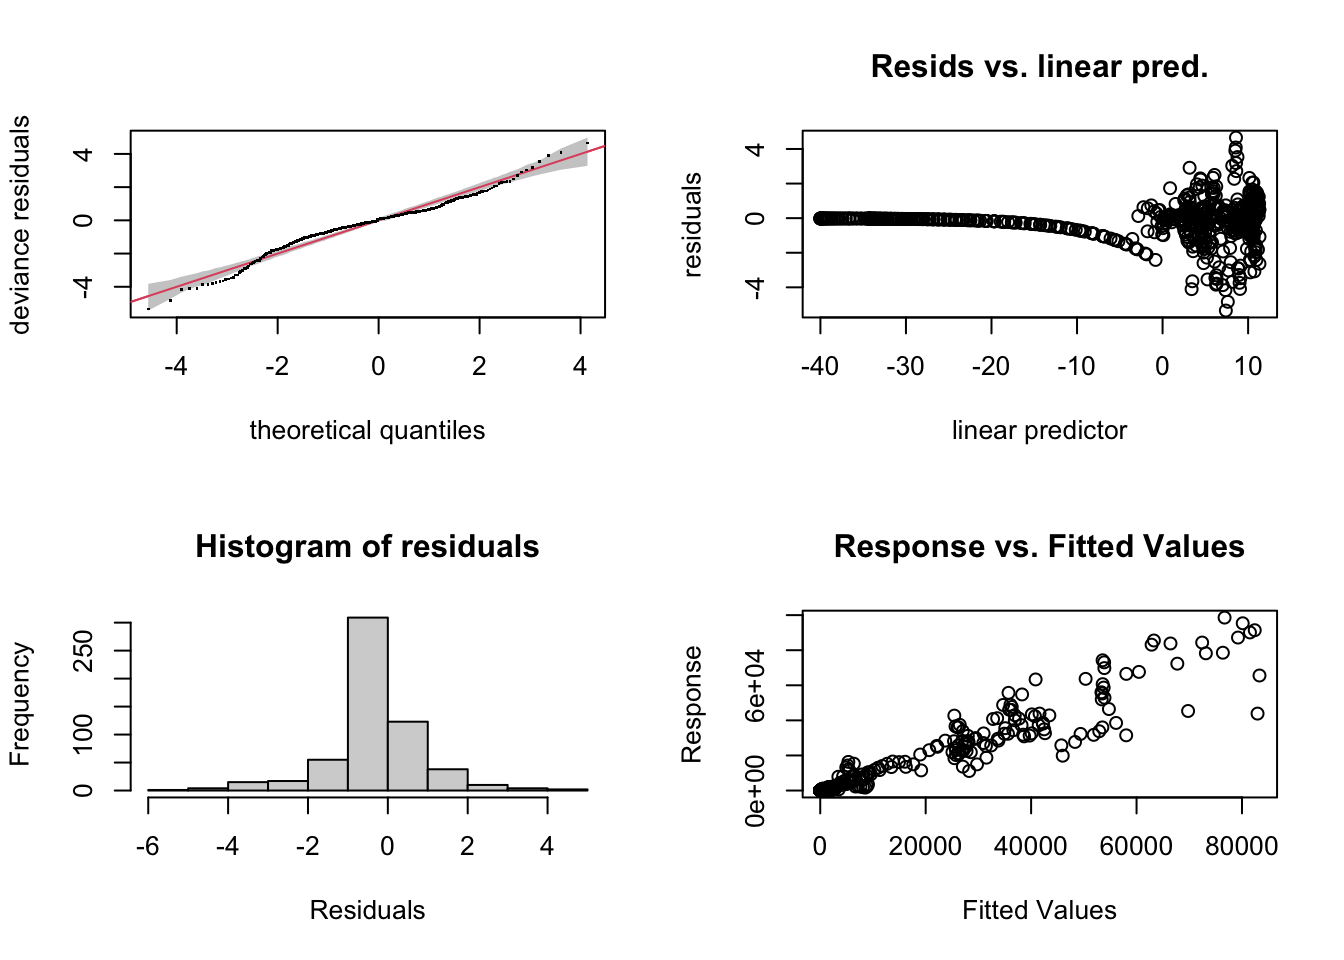 deviance residuals
4
0
-4
-4 -2 0 2 4
theoretical quantiles
Resids vs. linear pred.
residuals
4
0
-4
-40 -30 -20 -10 0 10
linear predictor
Histogram of residuals
Frequency
250
100
0
-6 -4 -2 0 2 4
Residuals
Response vs. Fitted Values
Response
6e+04
0e+00
0 20000 40000 60000 80000
Fitted Values